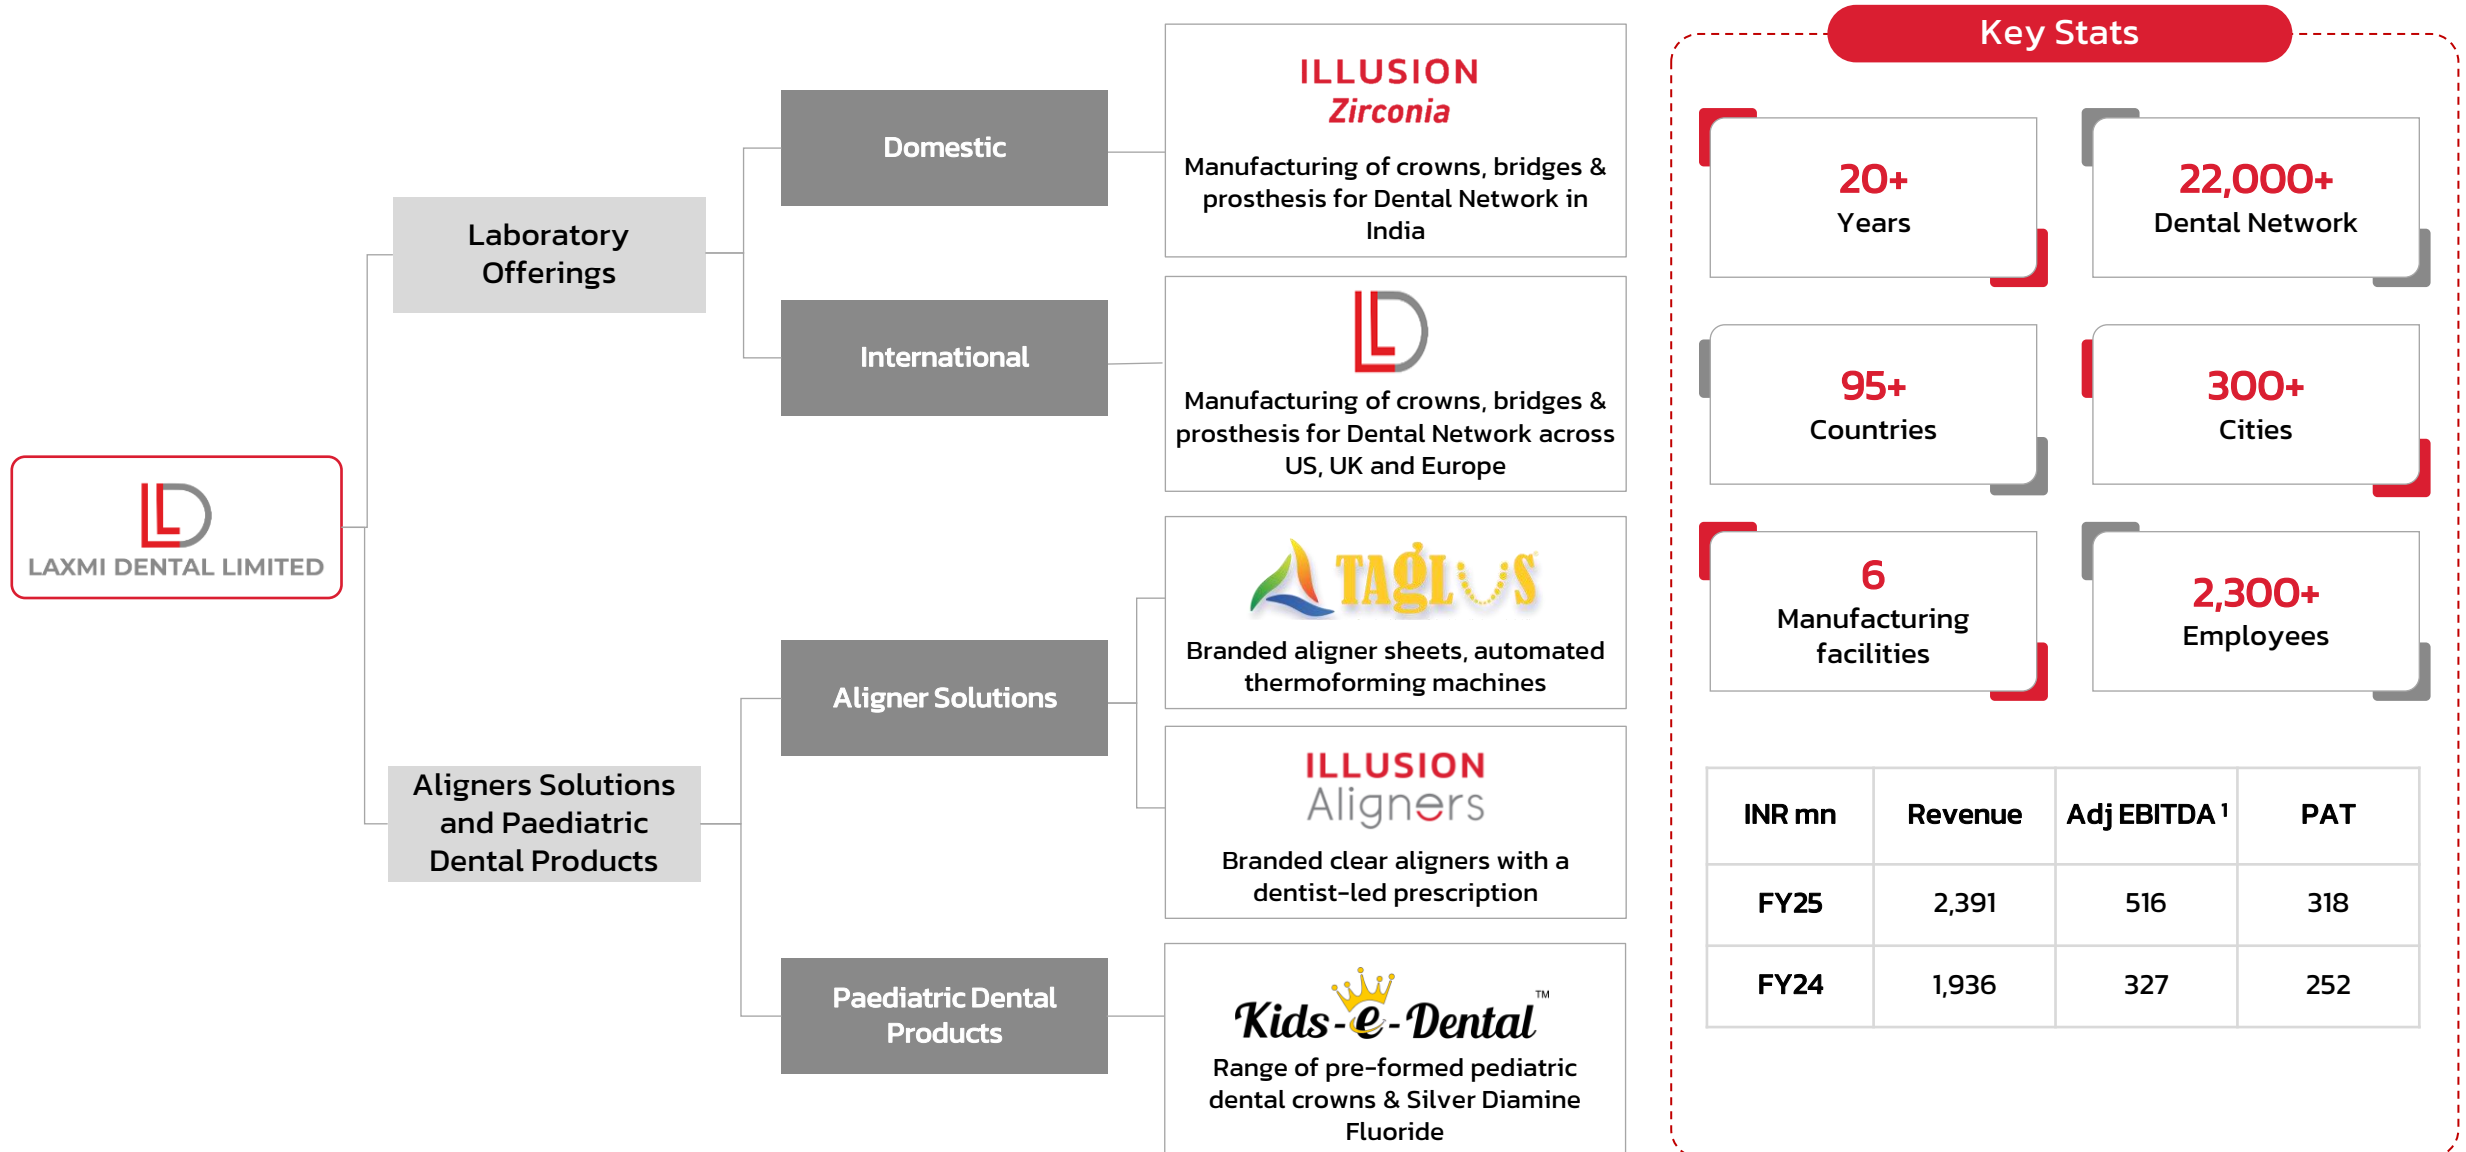 Laboratory
Offerings
Domestic
International
ILLUSION
Zirconia
Manufacturing of crowns, bridges &
prosthesis for Dental Network in
India
LD
Manufacturing of crowns, bridges &
prosthesis for Dental Network across
US, UK and Europe
LD
LAXMI DENTAL LIMITED
Aligners Solutions
and Paediatric
Dental Products
Aligner Solutions
Paediatric Dental
Products
TAGLUS
Branded aligner sheets, automated
thermoforming machines
ILLUSION
Aligners
Branded clear aligners with a
dentist-led prescription
Kids-e-Dental™
Range of pre-formed pediatric
dental crowns & Silver Diamine
Fluoride
Key Stats
20+
Years
22,000+
Dental Network
95+
Countries
300+
Cities
6
Manufacturing
facilities
2,300+
Employees
INR mn Revenue Adj EBITDA ¹ PAT
FY25 2,391 516 318
FY24 1,936 327 252